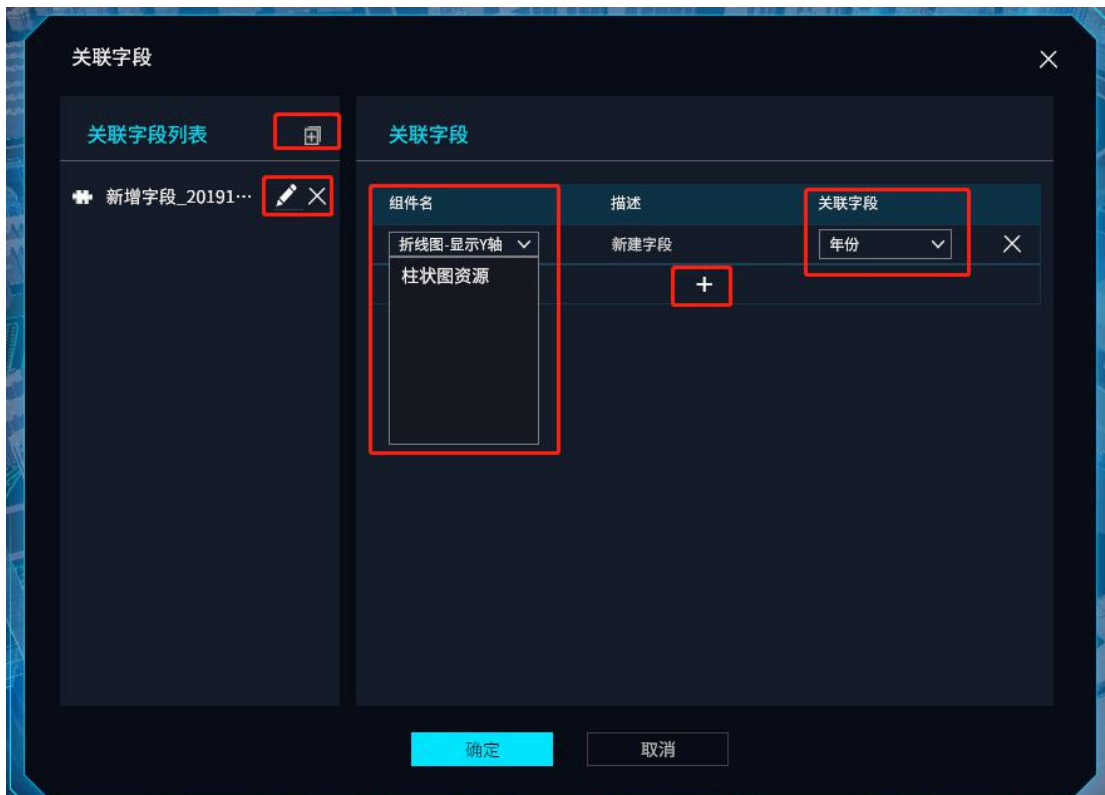 关联字段
关联字段列表
新增字段_20191…
关联字段
组件名 描述 关联字段
折线图-显示Y轴 新建字段 年份
柱状图资源
确定 取消